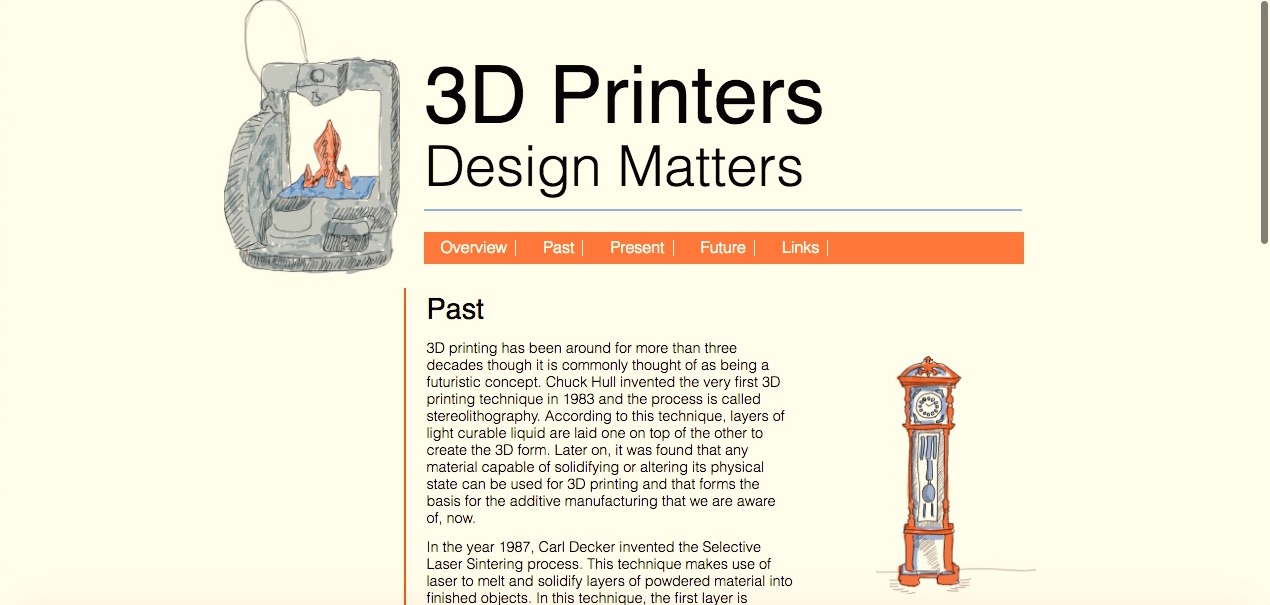 3D Printers
Design Matters
Overview | Past | Present | Future | Links |
Past
3D printing has been around for more than three
decades though it is commonly thought of as being a
futuristic concept. Chuck Hull invented the very first 3D
printing technique in 1983 and the process is called
stereolithography. According to this technique, layers of
light curable liquid are laid one on top of the other to
create the 3D form. Later on, it was found that any
material capable of solidifying or altering its physical
state can be used for 3D printing and that forms the
basis for the additive manufacturing that we are aware
of, now.
In the year 1987, Carl Decker invented the Selective
Laser Sintering process. This technique makes use of
laser to melt and solidify layers of powdered material into
finished objects. In this technique, the first layer is